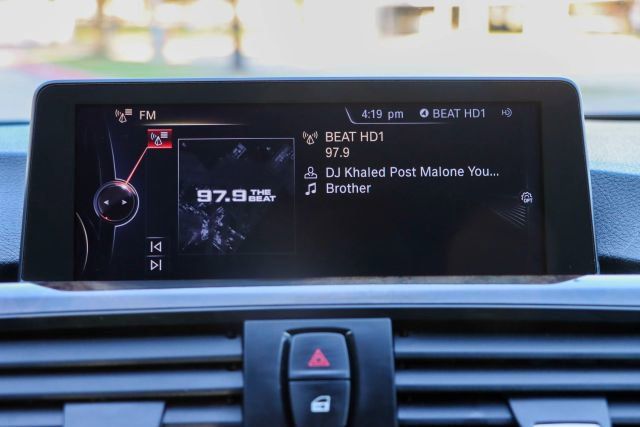 FM
4:19 pm
BEAT HD1
BEAT HD1
97.9
97.9 THE BEAT
DJ Khaled Post Malone You...
Brother
OPT